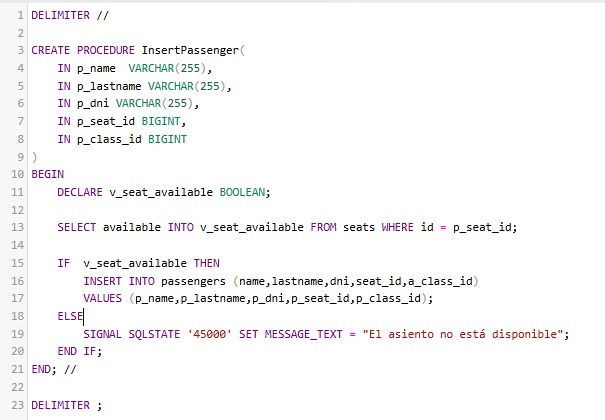 1 DELIMITER //
2
3 CREATE PROCEDURE InsertPassenger(
4     IN p_name  VARCHAR(255),
5     IN p_lastname VARCHAR(255),
6     IN p_dni VARCHAR(255),
7     IN p_seat_id BIGINT,
8     IN p_class_id BIGINT
9 )
10 BEGIN
11     DECLARE v_seat_available BOOLEAN;
12
13     SELECT available INTO v_seat_available FROM seats WHERE id = p_seat_id;
14
15     IF  v_seat_available THEN
16         INSERT INTO passengers (name,lastname,dni,seat_id,a_class_id)
17         VALUES (p_name,p_lastname,p_dni,p_seat_id,p_class_id);
18     ELSE
19         SIGNAL SQLSTATE '45000' SET MESSAGE_TEXT = "El asiento no está disponible";
20     END IF;
21 END; //
22
23 DELIMITER ;